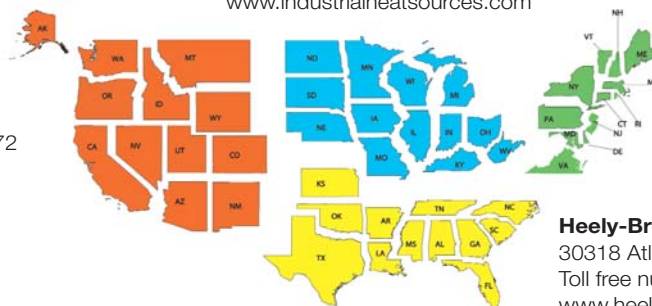 www.industrialheatsources.com
AK
WA
MT
OR
ID
WY
CA
NV
UT
CO
AZ
NM
72
ND
MN
WI
MI
SD
IA
NE
IL
IN
OH
MO
KY
WV
KS
OK
AR
TN
NC
TX
LA
MS
AL
GA
SC
FL
NH
VT
ME
NY
M
PA
CT
RI
MD
NJ
DE
VA
Heely-Br
30318 Atl
Toll free nu
www.heel